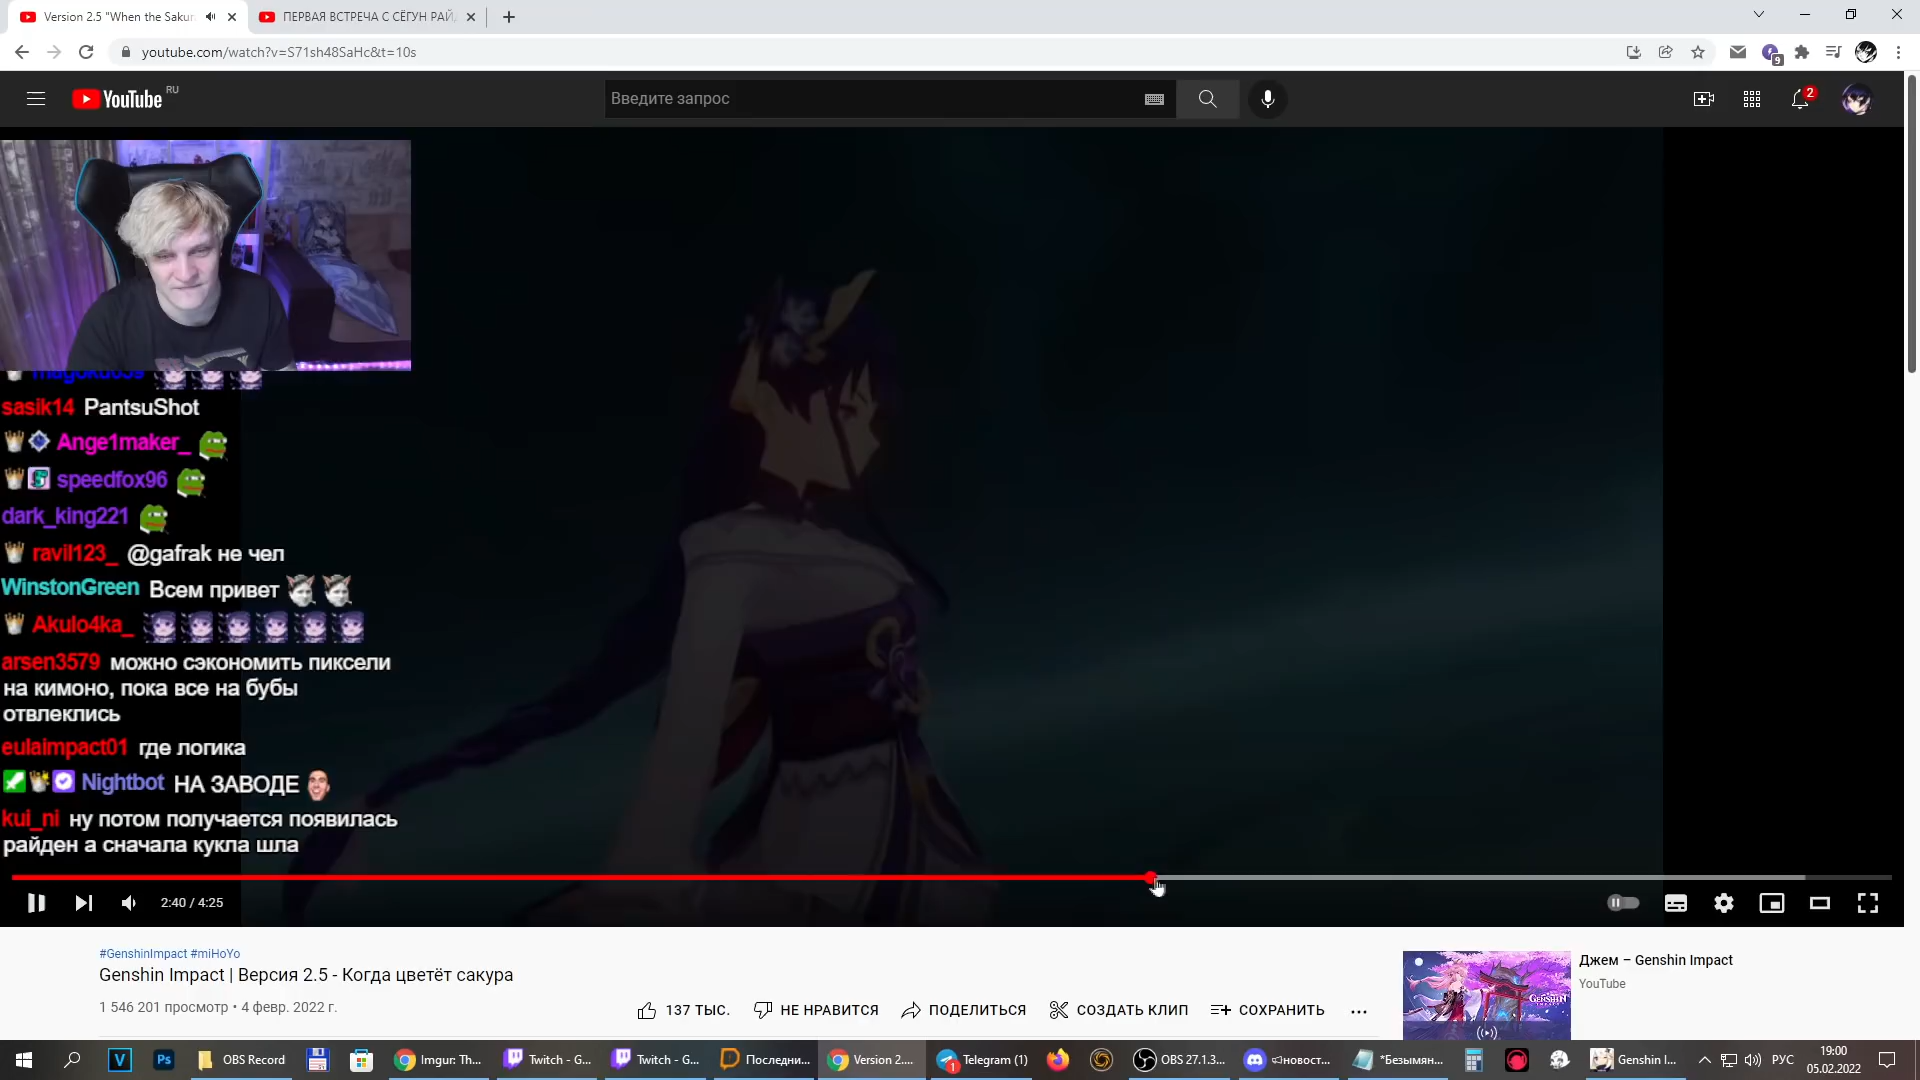 Version 2.5 "When the Sakur
ПЕРВАЯ ВСТРЕЧА С СЁГУН РАЙД
youtube.com/watch?v=S71sh48SaHc&t=10s
9
YouTube RU
Введите запрос
2
magoku659
sasik14 PantsuShot
Ange1maker_
speedfox96
dark_king221
ravil123_ @gafrak не чел
WinstonGreen Всем привет
Akulo4ka_
arsen3579 можно сэкономить пиксели
на кимоно, пока все на бубы
отвлеклись
eulaimpact01 где логика
Nightbot НА ЗАВОДЕ
kui_ni ну потом получается появилась
райден а сначала кукла шла
2:40 / 4:25
#GenshinImpact #miHoYo
Genshin Impact | Версия 2.5 - Когда цветёт сакура
1 546 201 просмотр • 4 февр. 2022 г.
137 ТЫС.
НЕ НРАВИТСЯ
ПОДЕЛИТЬСЯ
СОЗДАТЬ КЛИП
СОХРАНИТЬ
GENSHIN
Джем – Genshin Impact
YouTube
V
Ps
OBS Record
Imgur: Th...
Twitch - G...
Twitch - G...
Последни...
Version 2....
1
Telegram (1)
OBS 27.1.3...
новост...
*Безымян...
Genshin I...
РУС
19:00
05.02.2022